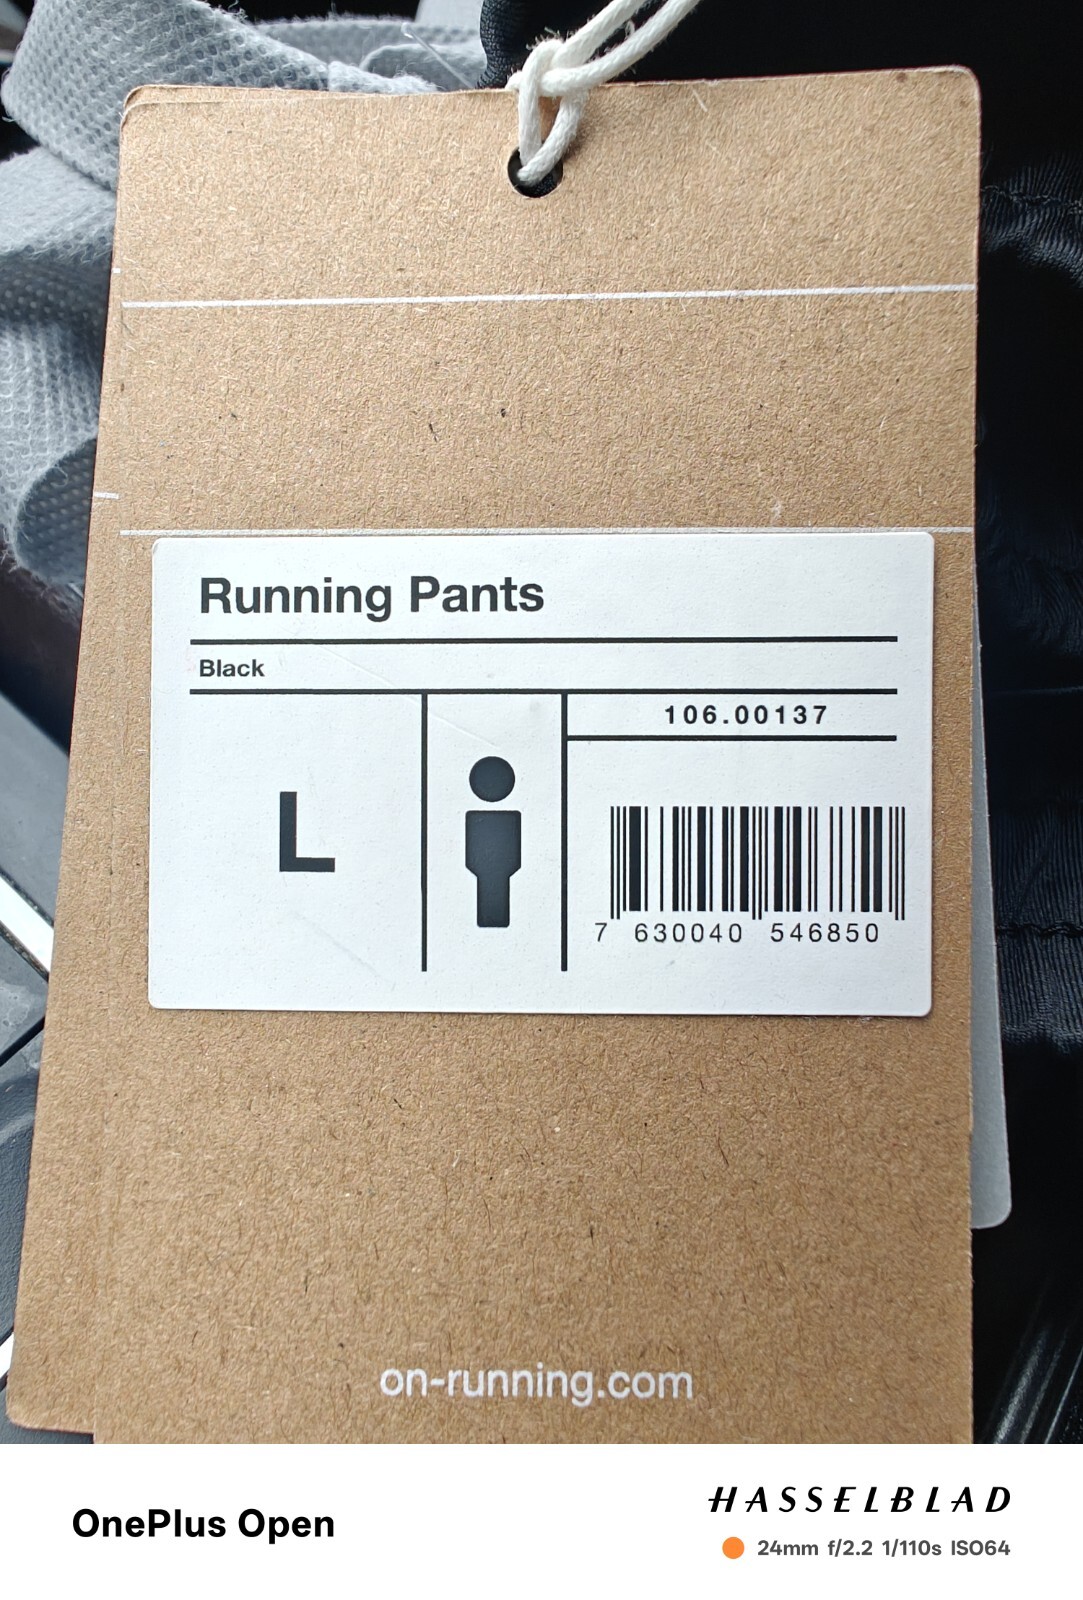 Running Pants
Black
106.00137
L
7 630040 546850
on-running.com
OnePlus Open
HASSELBLAD
24mm f/2.2 1/110s ISO64